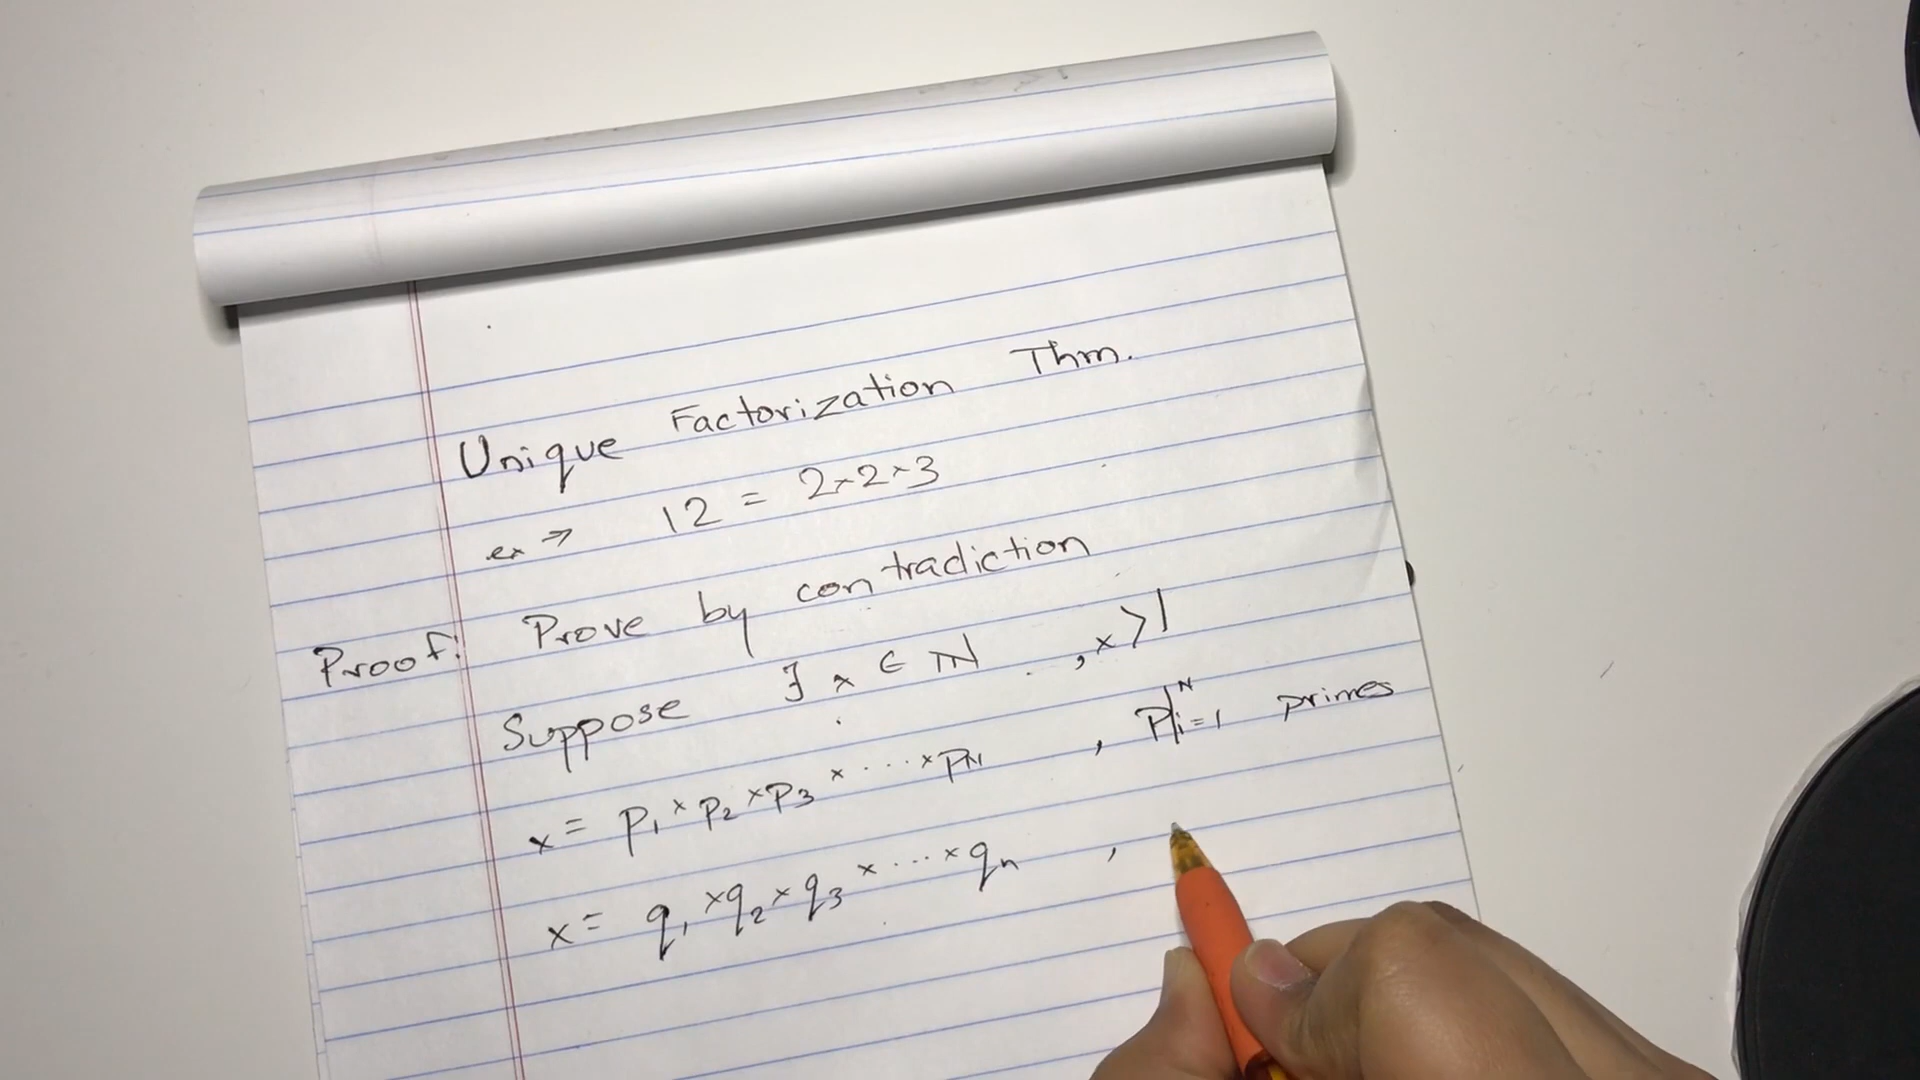 Unique Factorization Thm.
ex ⇒ 12 = 2×2×3
Proof: Prove by contradiction
Suppose ∃ x ∈ ℕ , x > 1
x = p₁ × p₂ × p₃ × ... × p_N , P|ᴺᵢ₌₁ primes
x = q₁ × q₂ × q₃ × ... × qₙ ,